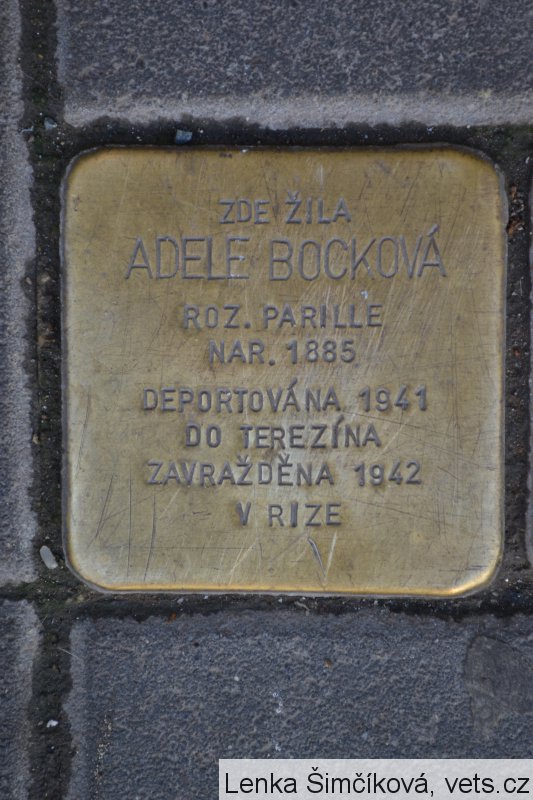 ZDE ŽILA
ADELE BOCKOVÁ
ROZ. PARILLE
NAR. 1885
DEPORTOVÁNA 1941
DO TEREZÍNA
ZAVRAŽDĚNA 1942
V RIZE
Lenka Šimčíková, vets.cz